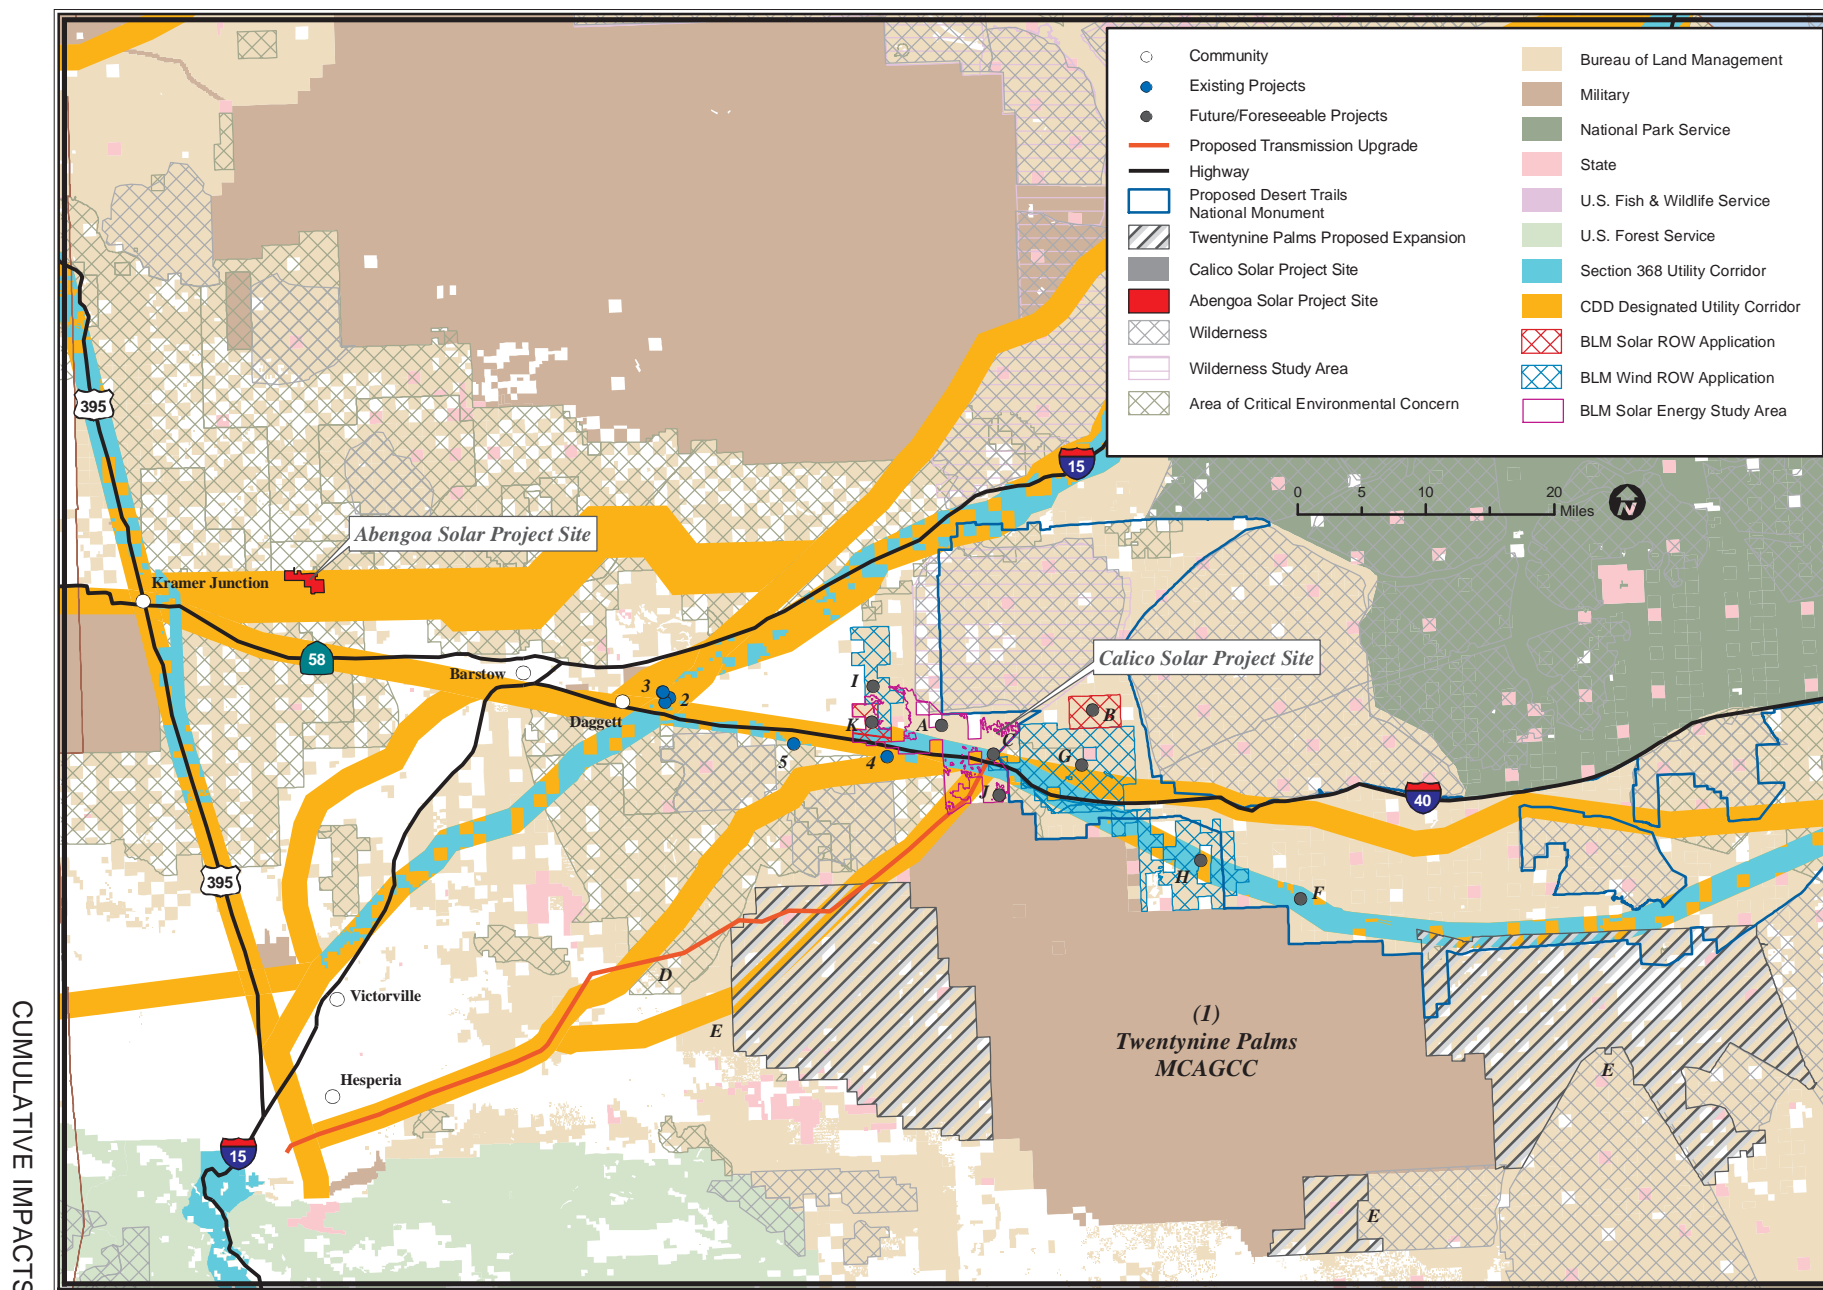 Community
Existing Projects
Future/Foreseeable Projects
Proposed Transmission Upgrade
Highway
Proposed Desert Trails
National Monument
Twentynine Palms Proposed Expansion
Calico Solar Project Site
Abengoa Solar Project Site
Wilderness
Wilderness Study Area
Area of Critical Environmental Concern
Bureau of Land Management
Military
National Park Service
State
U.S. Fish & Wildlife Service
U.S. Forest Service
Section 368 Utility Corridor
CDD Designated Utility Corridor
BLM Solar ROW Application
BLM Wind ROW Application
BLM Solar Energy Study Area
395
15
0 5 10 20
Miles
N
Abengoa Solar Project Site
Kramer Junction
58
Barstow
Daggett
3
2
5
4
I
K
A
C
B
G
J
Calico Solar Project Site
40
H
F
395
D
E
Victorville
Hesperia
15
(1)
Twentynine Palms
MCAGCC
E
E
CUMULATIVE IMPACTS